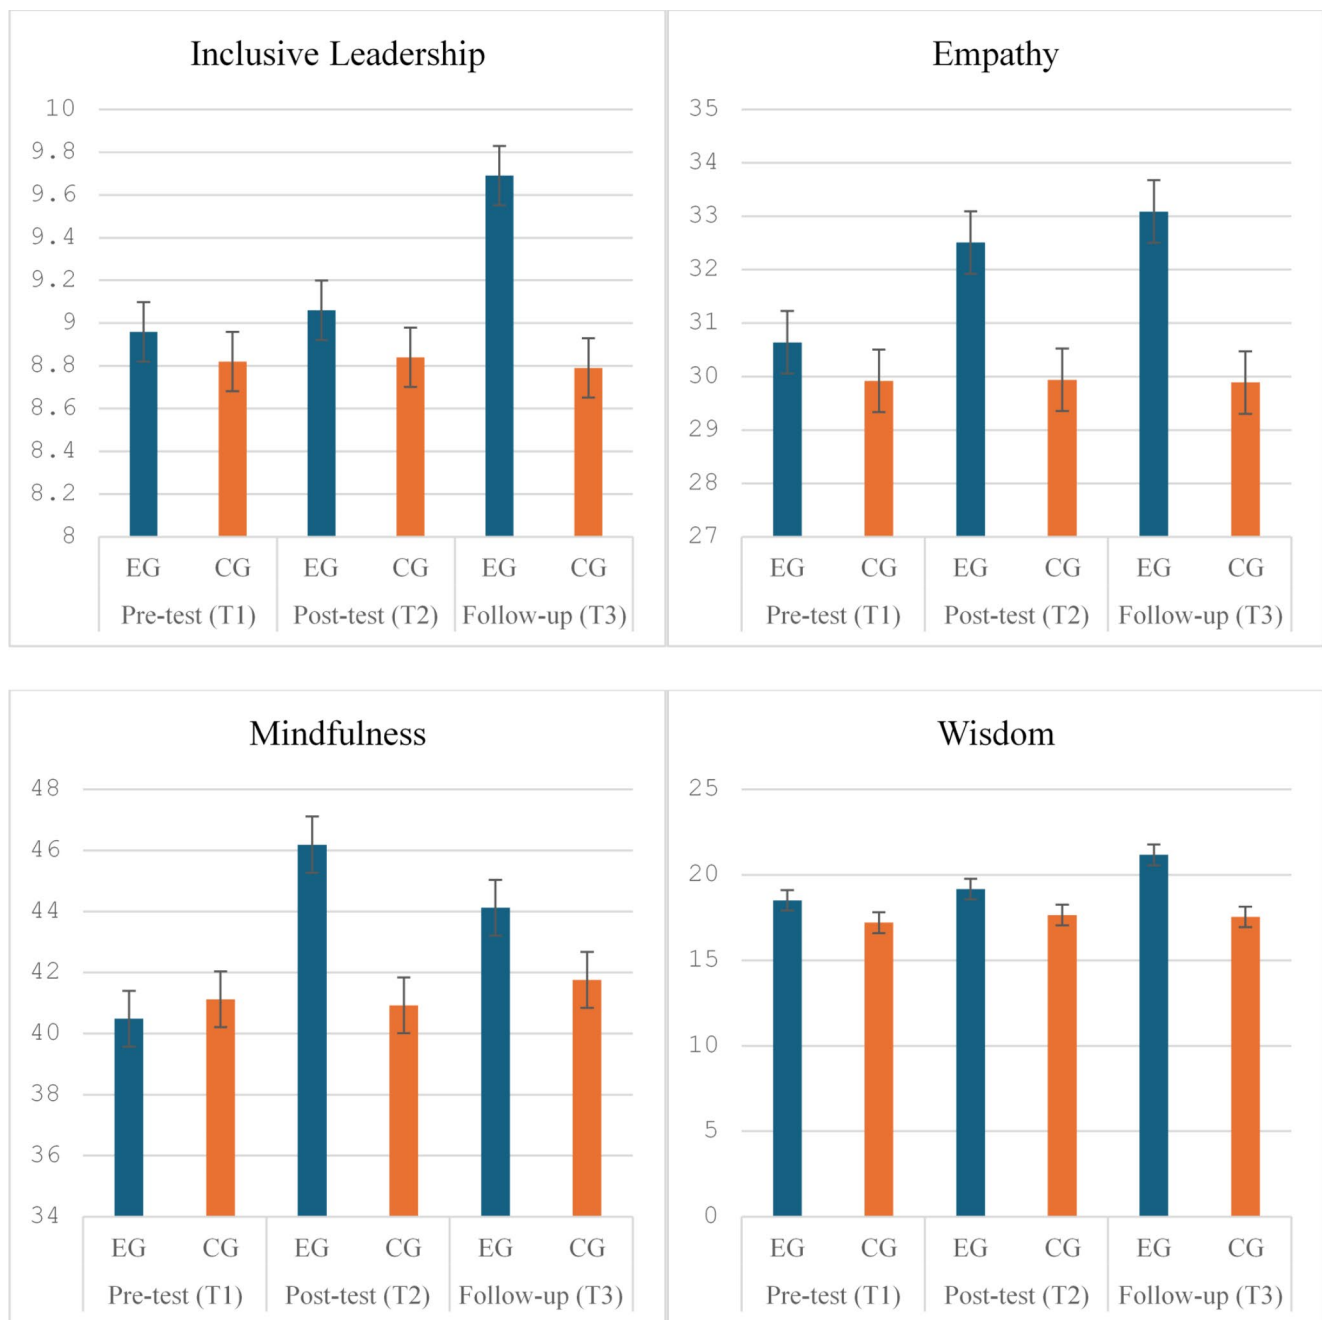 Inclusive Leadership
10
9.8
9.6
9.4
9.2
9
8.8
8.6
8.4
8.2
8
EG CG EG CG EG CG
Pre-test (T1) Post-test (T2) Follow-up (T3)
Empathy
35
34
33
32
31
30
29
28
27
EG CG EG CG EG CG
Pre-test (T1) Post-test (T2) Follow-up (T3)
Mindfulness
48
46
44
42
40
38
36
34
EG CG EG CG EG CG
Pre-test (T1) Post-test (T2) Follow-up (T3)
Wisdom
25
20
15
10
5
0
EG CG EG CG EG CG
Pre-test (T1) Post-test (T2) Follow-up (T3)